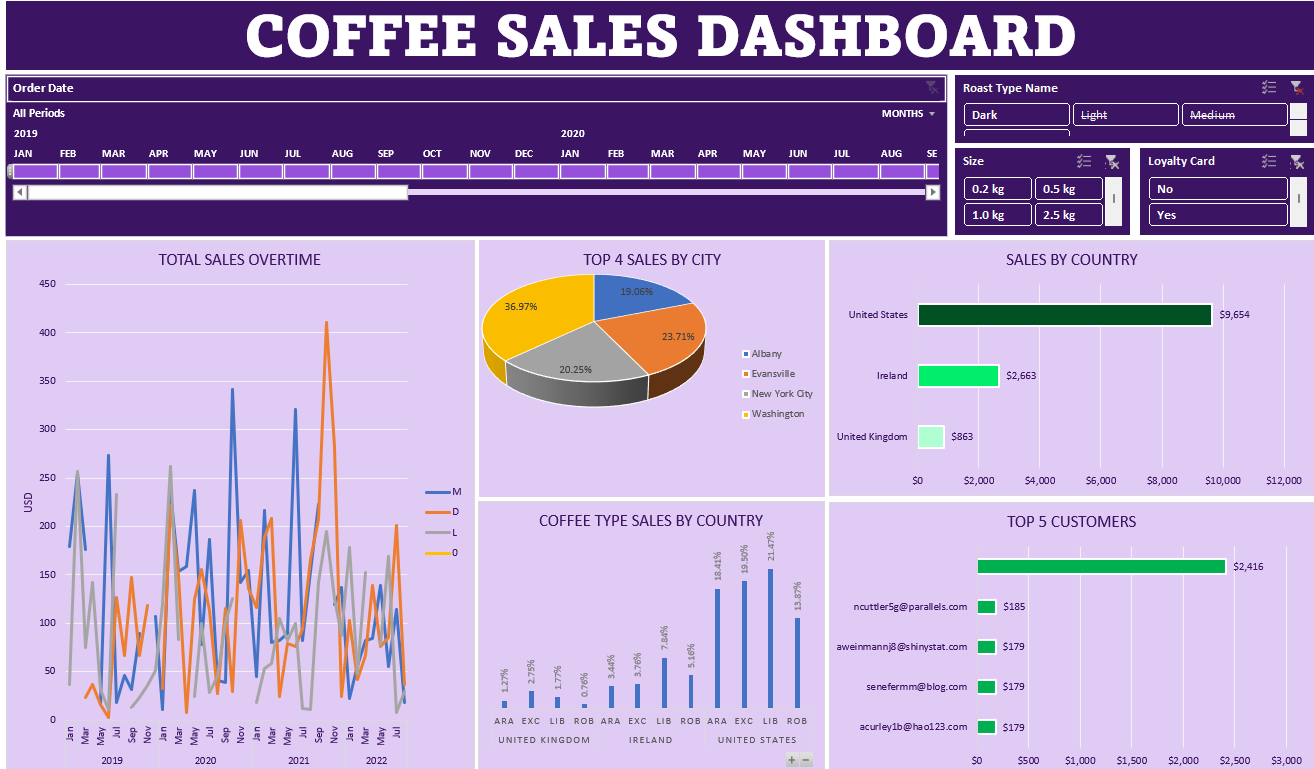 COFFEE SALES DASHBOARD
Order Date
All Periods
MONTHS
2019 2020
JAN FEB MAR APR MAY JUN JUL AUG SEP OCT NOV DEC JAN FEB MAR APR MAY JUN JUL AUG SE
Roast Type Name
Dark Light Medium
Size
0.2 kg 0.5 kg
1.0 kg 2.5 kg
Loyalty Card
No
Yes
TOTAL SALES OVERTIME
450
400
350
300
250
200
150
100
50
0
USD
Jan Mar May Jul Sep Nov Jan Mar May Jul Sep Nov Jan Mar May Jul Sep Nov Jan Mar May Jul
2019 2020 2021 2022
M
D
L
0
TOP 4 SALES BY CITY
19.06%
36.97%
23.71%
20.25%
Albany
Evansville
New York City
Washington
SALES BY COUNTRY
United States $9,654
Ireland $2,663
United Kingdom $863
$0 $2,000 $4,000 $6,000 $8,000 $10,000 $12,000
COFFEE TYPE SALES BY COUNTRY
1.27% 2.75% 1.77% 0.76% 3.44% 3.76% 7.84% 5.16% 18.41% 19.50% 21.47% 13.87%
ARA EXC LIB ROB ARA EXC LIB ROB ARA EXC LIB ROB
UNITED KINGDOM IRELAND UNITED STATES
TOP 5 CUSTOMERS
$2,416
ncuttler5g@parallels.com $185
aweinmannj8@shinystat.com $179
senefermm@blog.com $179
acurley1b@hao123.com $179
$0 $500 $1,000 $1,500 $2,000 $2,500 $3,000